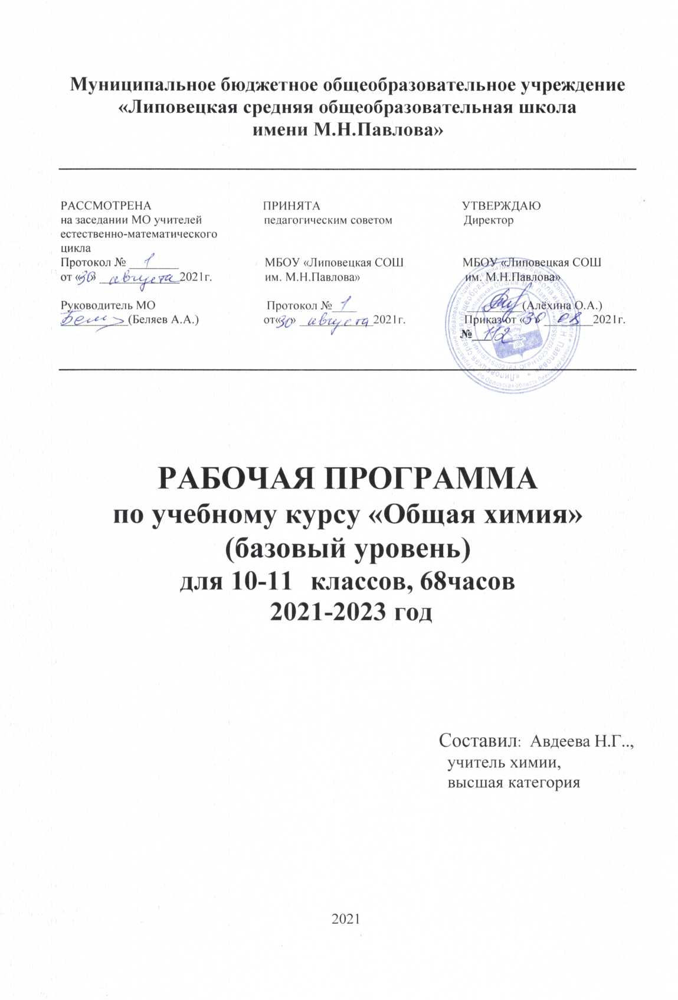 Муниципальное бюджетное общеобразовательное учреждение
«Липовецкая средняя общеобразовательная школа
имени М.Н.Павлова»
РАССМОТРЕНА
на заседании МО учителей
естественно-математического
цикла
Протокол № 1
от «30» августа 2021г.
Руководитель МО
(Беляев А.А.)
ПРИНЯТА
педагогическим советом
МБОУ «Липовецкая СОШ
им. М.Н.Павлова»
Протокол № 1
от«30» августа 2021г.
УТВЕРЖДАЮ
Директор
МБОУ «Липовецкая СОШ
им. М.Н.Павлова»
(Алёхина О.А.)
Приказ от «30» 08 2021г.
№ 112
РАБОЧАЯ ПРОГРАММА
по учебному курсу «Общая химия»
(базовый уровень)
для 10-11 классов, 68часов
2021-2023 год
Составил: Авдеева Н.Г..,
учитель химии,
высшая категория
2021